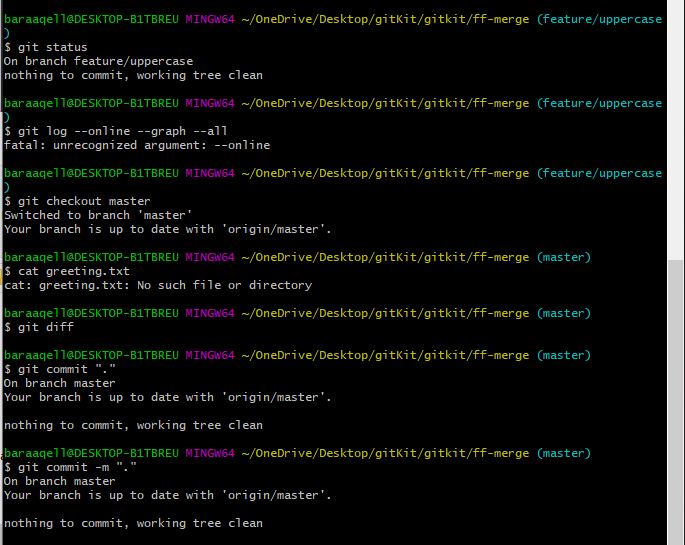 baraaqell@DESKTOP-B1TBREU MINGW64 ~/OneDrive/Desktop/gitKit/gitkit/ff-merge (feature/uppercase
)
$ git status
On branch feature/uppercase
nothing to commit, working tree clean
baraaqell@DESKTOP-B1TBREU MINGW64 ~/OneDrive/Desktop/gitKit/gitkit/ff-merge (feature/uppercase
)
$ git log --online --graph --all
fatal: unrecognized argument: --online
baraaqell@DESKTOP-B1TBREU MINGW64 ~/OneDrive/Desktop/gitKit/gitkit/ff-merge (feature/uppercase
)
$ git checkout master
Switched to branch 'master'
Your branch is up to date with 'origin/master'.
baraaqell@DESKTOP-B1TBREU MINGW64 ~/OneDrive/Desktop/gitKit/gitkit/ff-merge (master)
$ cat greeting.txt
cat: greeting.txt: No such file or directory
baraaqell@DESKTOP-B1TBREU MINGW64 ~/OneDrive/Desktop/gitKit/gitkit/ff-merge (master)
$ git diff
baraaqell@DESKTOP-B1TBREU MINGW64 ~/OneDrive/Desktop/gitKit/gitkit/ff-merge (master)
$ git commit "."
On branch master
Your branch is up to date with 'origin/master'.
nothing to commit, working tree clean
baraaqell@DESKTOP-B1TBREU MINGW64 ~/OneDrive/Desktop/gitKit/gitkit/ff-merge (master)
$ git commit -m "."
On branch master
Your branch is up to date with 'origin/master'.
nothing to commit, working tree clean